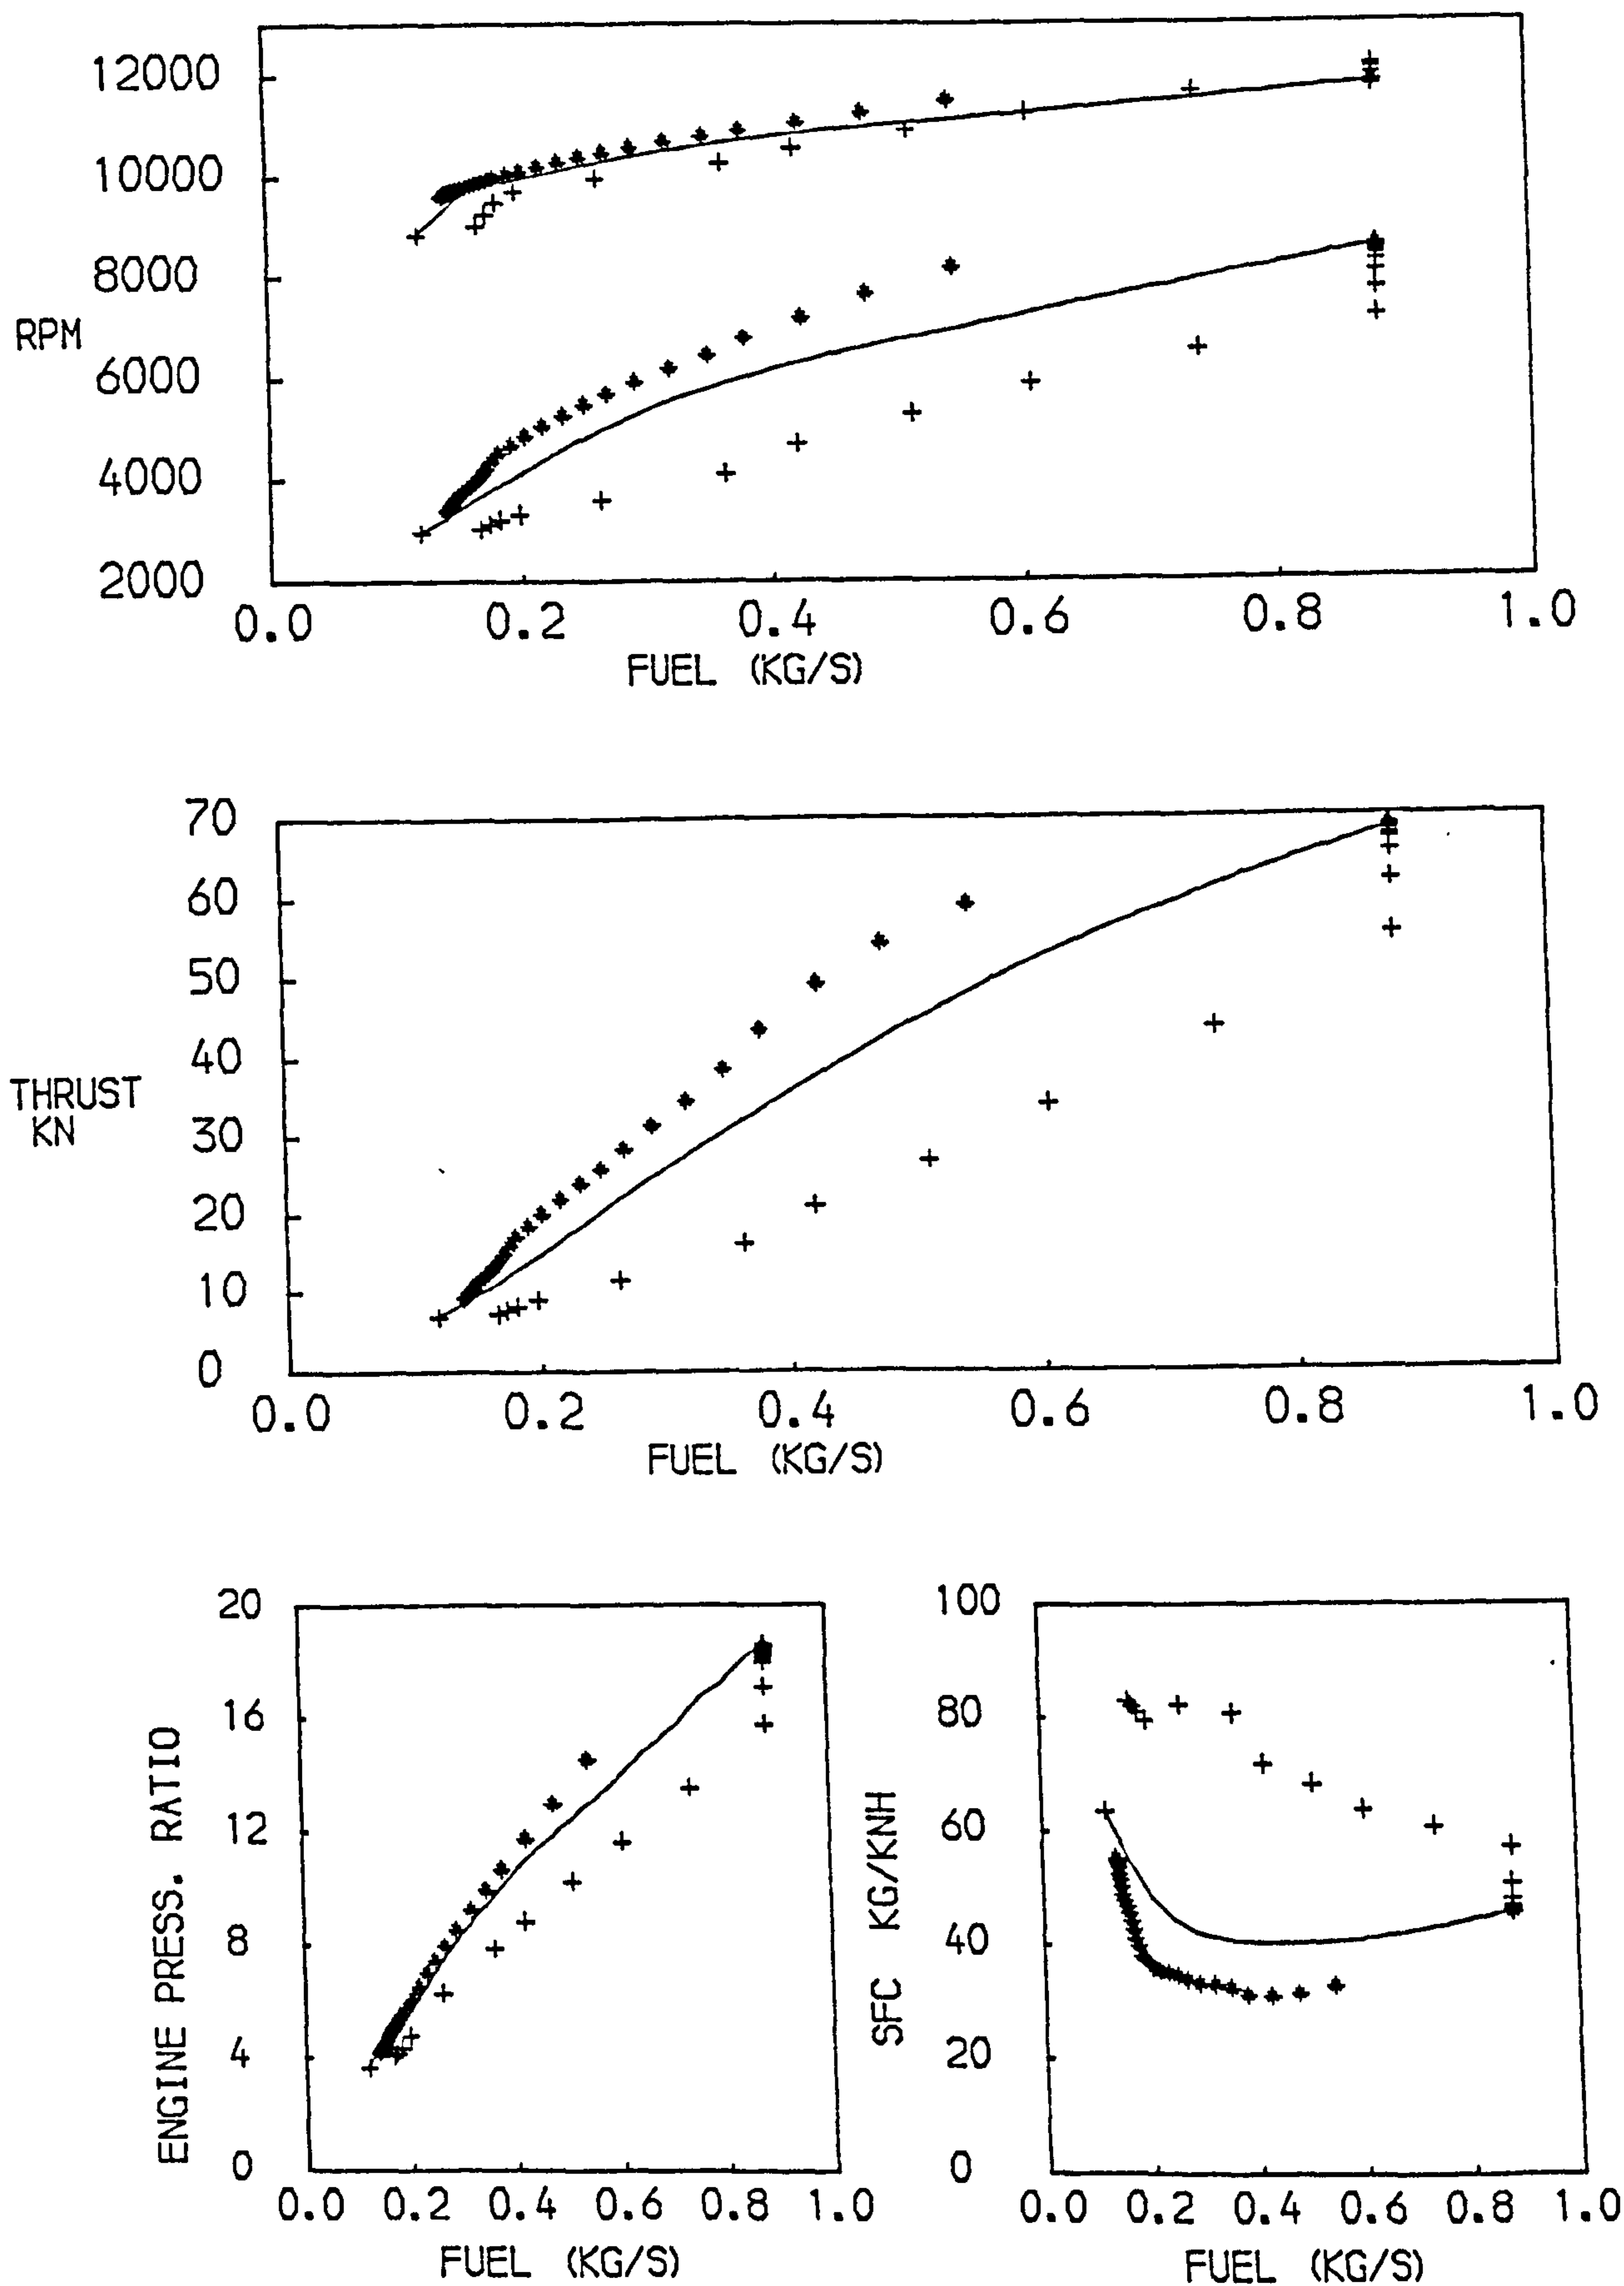 12000
10000
8000
RPM
6000
4000
2000
0.0 0.2 0.4 0.6 0.8 1.0
FUEL (KG/S)
70
60
50
40
THRUST
KN
30
20
10
0
0.0 0.2 0.4 0.6 0.8 1.0
FUEL (KG/S)
20
16
12
8
4
0
ENGINE PRESS. RATIO
0.0 0.2 0.4 0.6 0.8 1.0
FUEL (KG/S)
100
80
60
40
20
0
SFC KG/KNH
0.0 0.2 0.4 0.6 0.8 1.0
FUEL (KG/S)